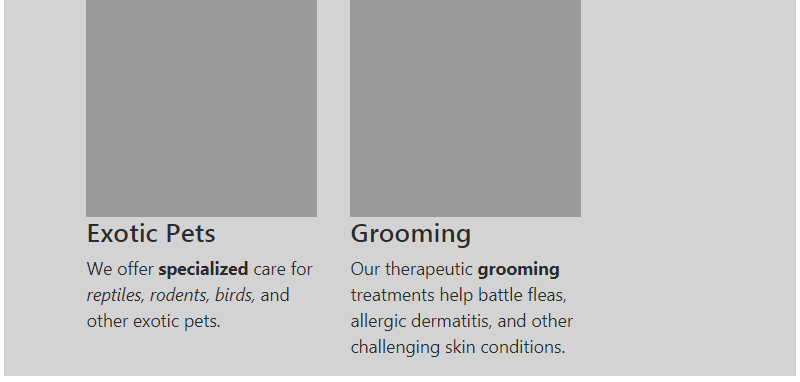 Exotic Pets
We offer specialized care for
reptiles, rodents, birds, and
other exotic pets.
Grooming
Our therapeutic grooming
treatments help battle fleas,
allergic dermatitis, and other
challenging skin conditions.